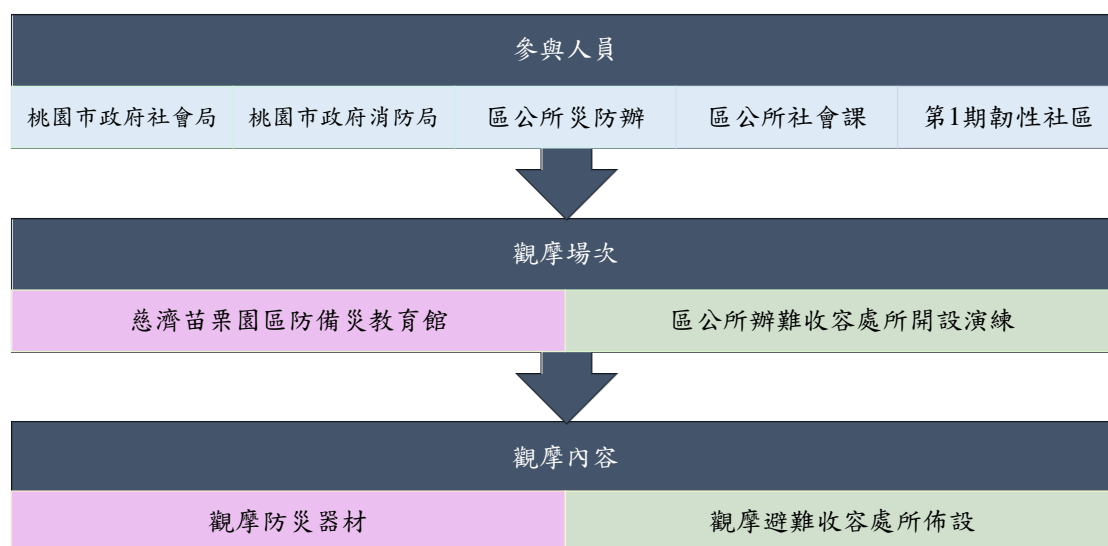 參與人員
桃園市政府社會局 桃園市政府消防局 區公所災防辦 區公所社會課 第1期韌性社區
觀摩場次
慈濟苗栗園區防備災教育館 區公所辦難收容處所開設演練
觀摩內容
觀摩防災器材 觀摩避難收容處所佈設